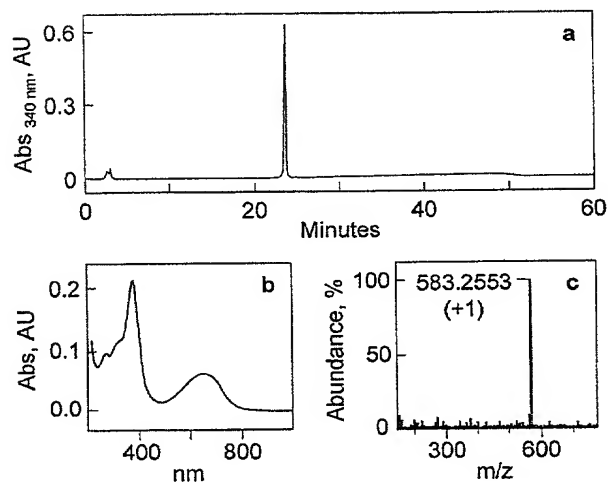 a
Abs 340 nm, AU
0.6
0.3
0
0 20 40 60
Minutes
b
Abs, AU
0.2
0.1
0.0
400 800
nm
c
Abundance, %
100
50
0
583.2553
(+1)
300 600
m/z